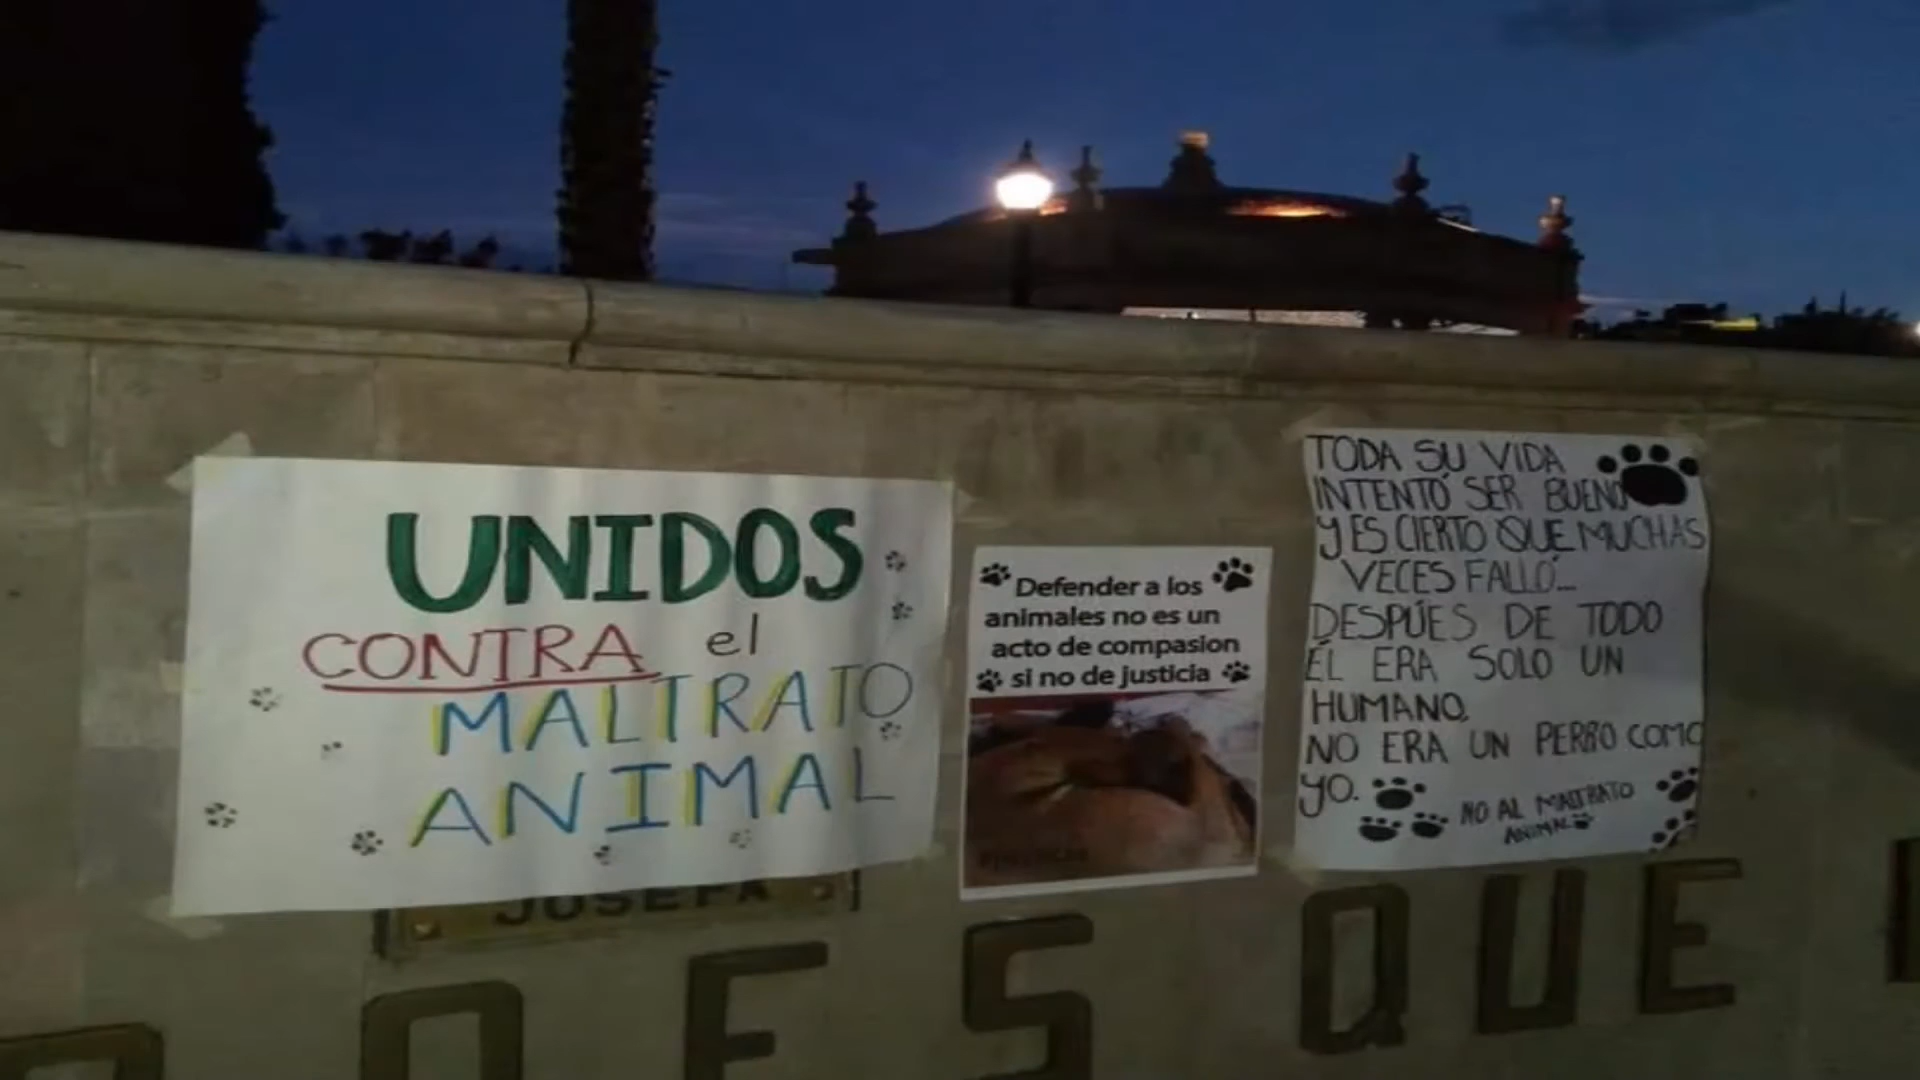 UNIDOS
CONTRA el
MALTRATO
ANIMAL
Defender a los
animales no es un
acto de compasion
si no de justicia
TODA SU VIDA
INTENTÓ SER BUENO
Y ES CIERTO QUE MUCHAS
VECES FALLÓ...
DESPÚES DE TODO
ÉL ERA SOLO UN
HUMANO.
NO ERA UN PERRO COMO
YO.
NO AL MALTRATO
ANIMAL
JOSEFA
ES QUE